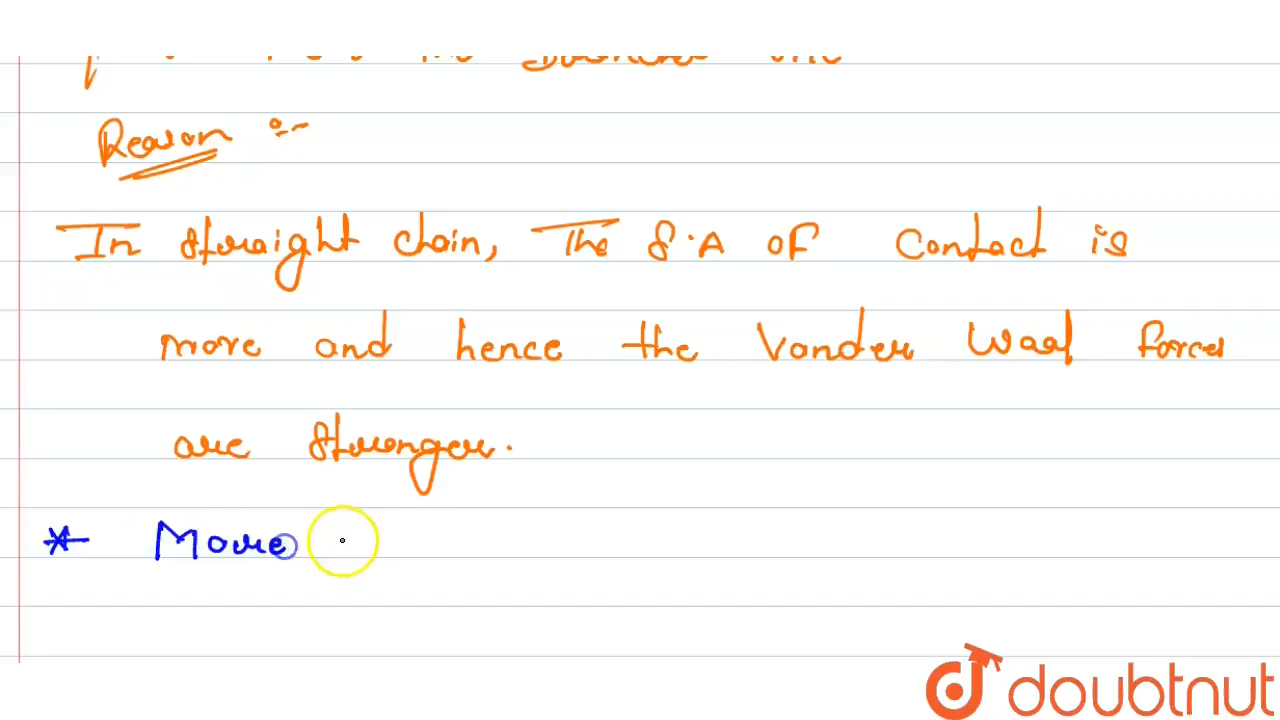 Reason :-
In straight chain, The S.A of Contact is
more and hence the Vander Waal forces
are stronger.
* More
doubtnut